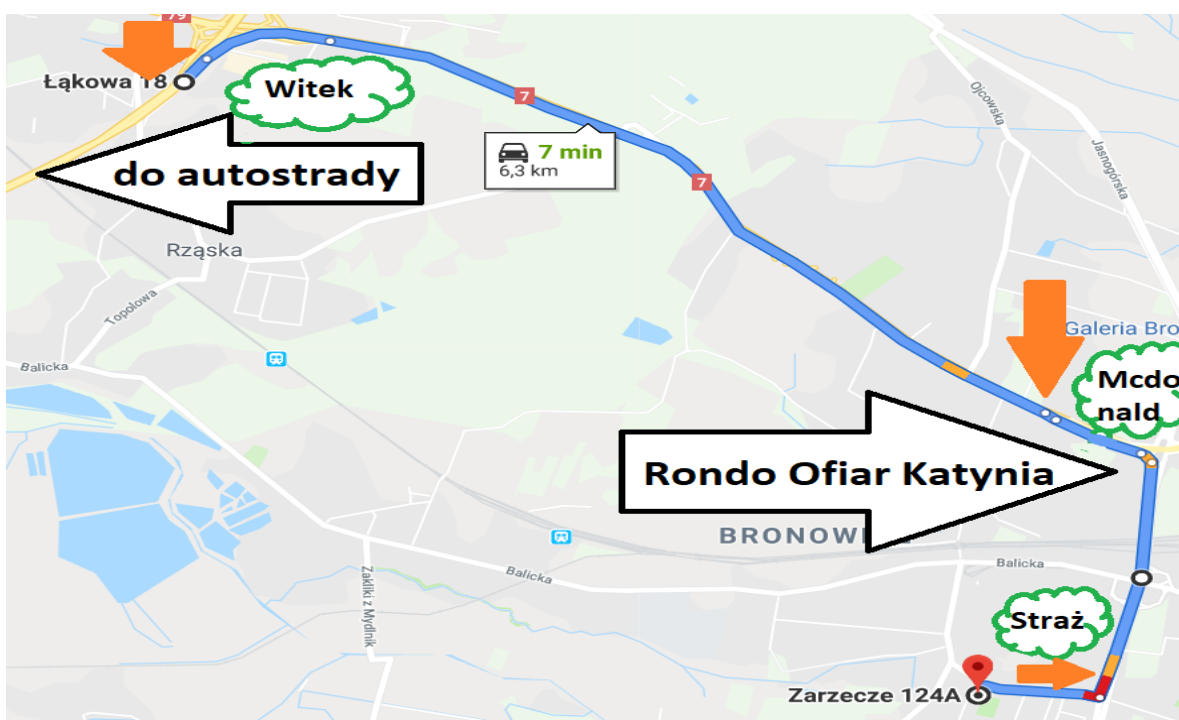 79
Łąkowa 18
Witek
7
do autostrady
7 min
6,3 km
7
Ojcowska
Jasnogórska
Rząska
Topolowa
Balicka
Galeria Bro
Mcdo
nald
Rondo Ofiar Katynia
BRONOWI
Balicka
Balicka
Zakliki z Mydlnik
Straż
Zarzecze 124A